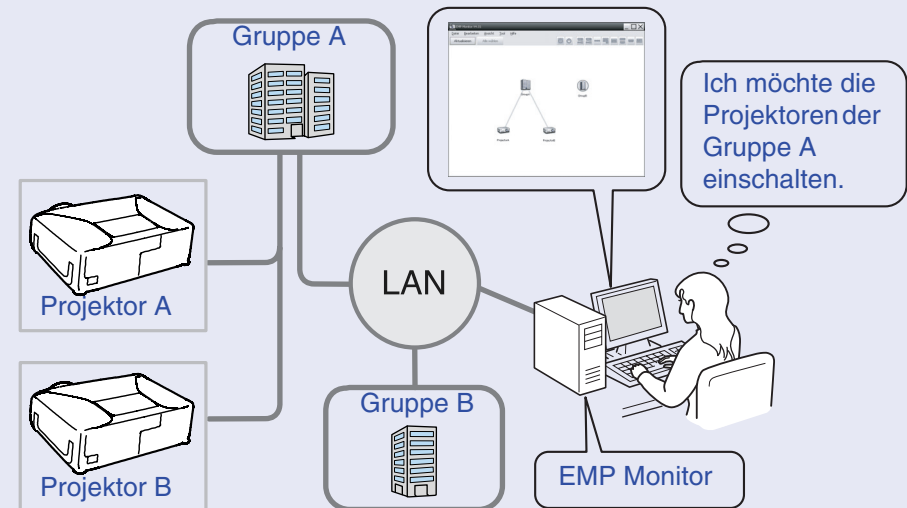 Gruppe A
Ich möchte die
Projektoren der
Gruppe A
einschalten.
Projektor A
LAN
Projektor B
Gruppe B
EMP Monitor